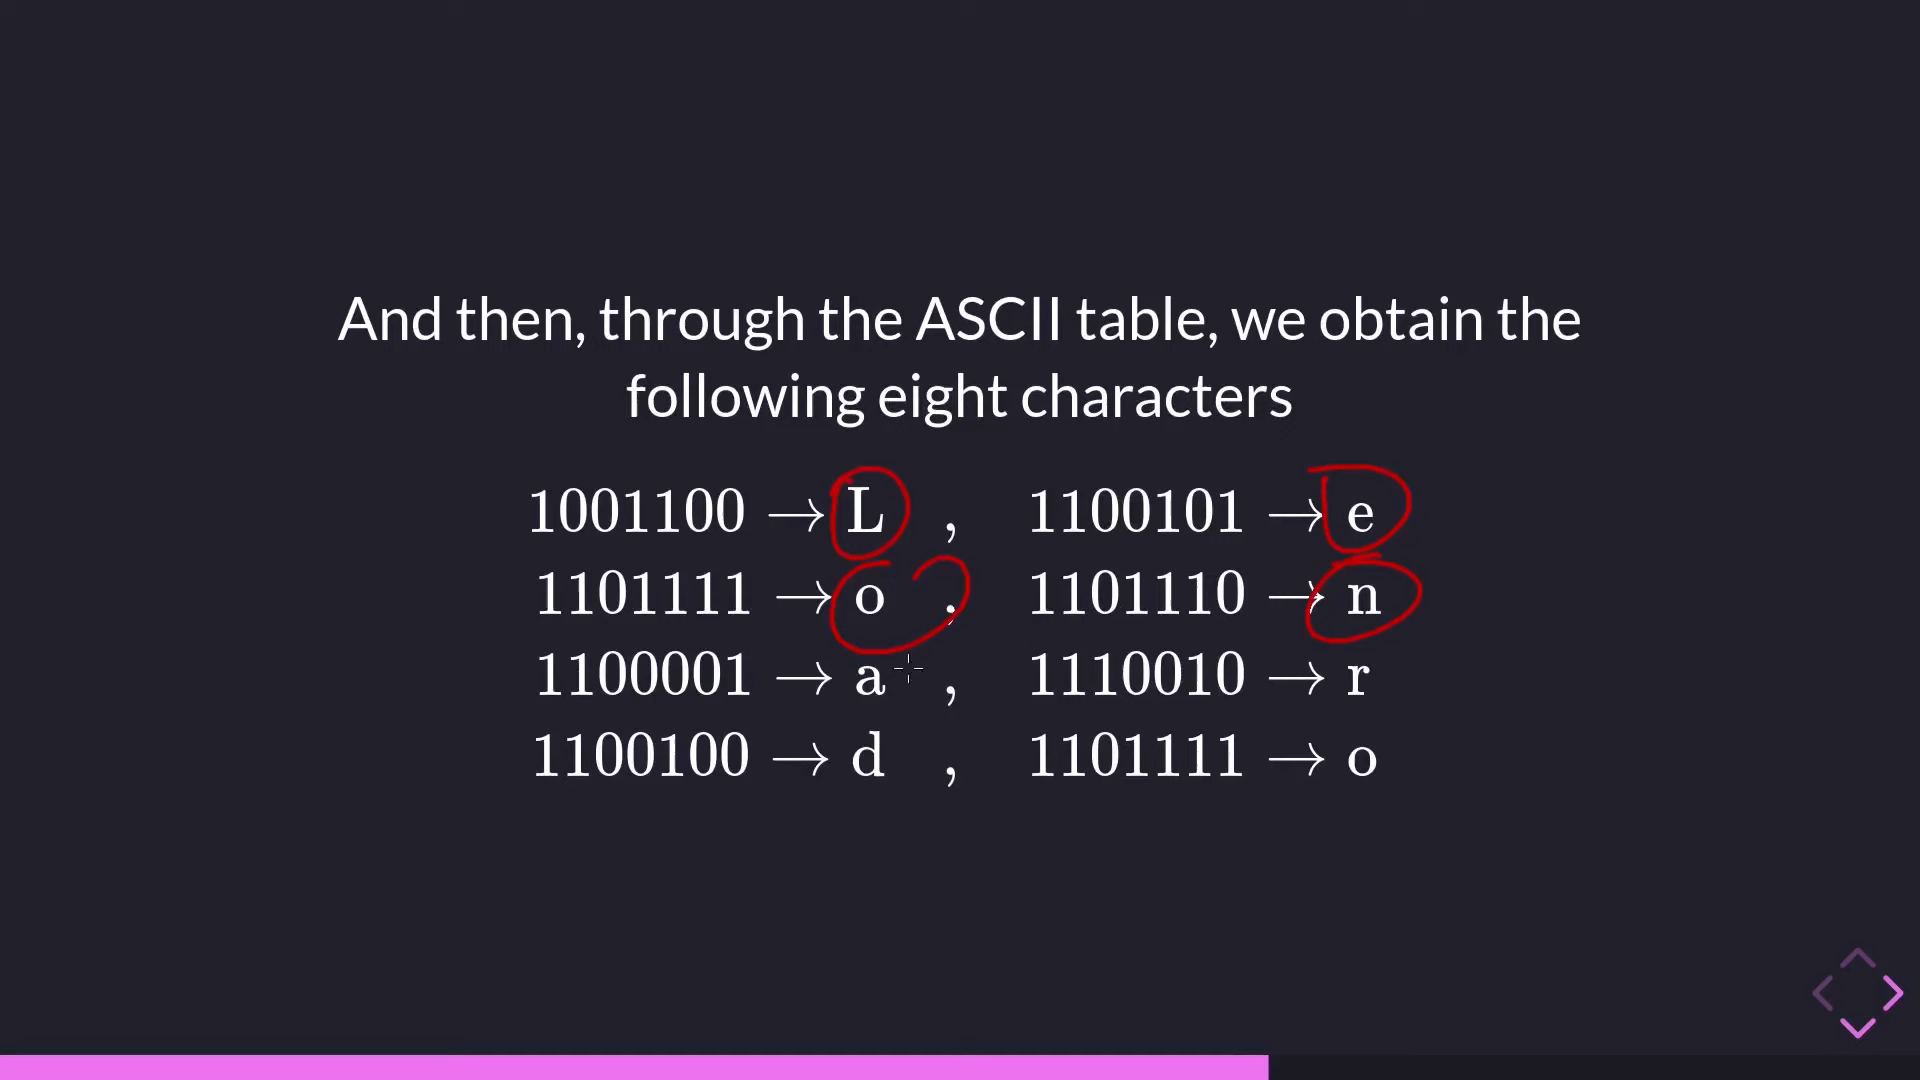 And then, through the ASCII table, we obtain the
following eight characters
1001100 → L , 1100101 → e
1101111 → o , 1101110 → n
1100001 → a , 1110010 → r
1100100 → d , 1101111 → o